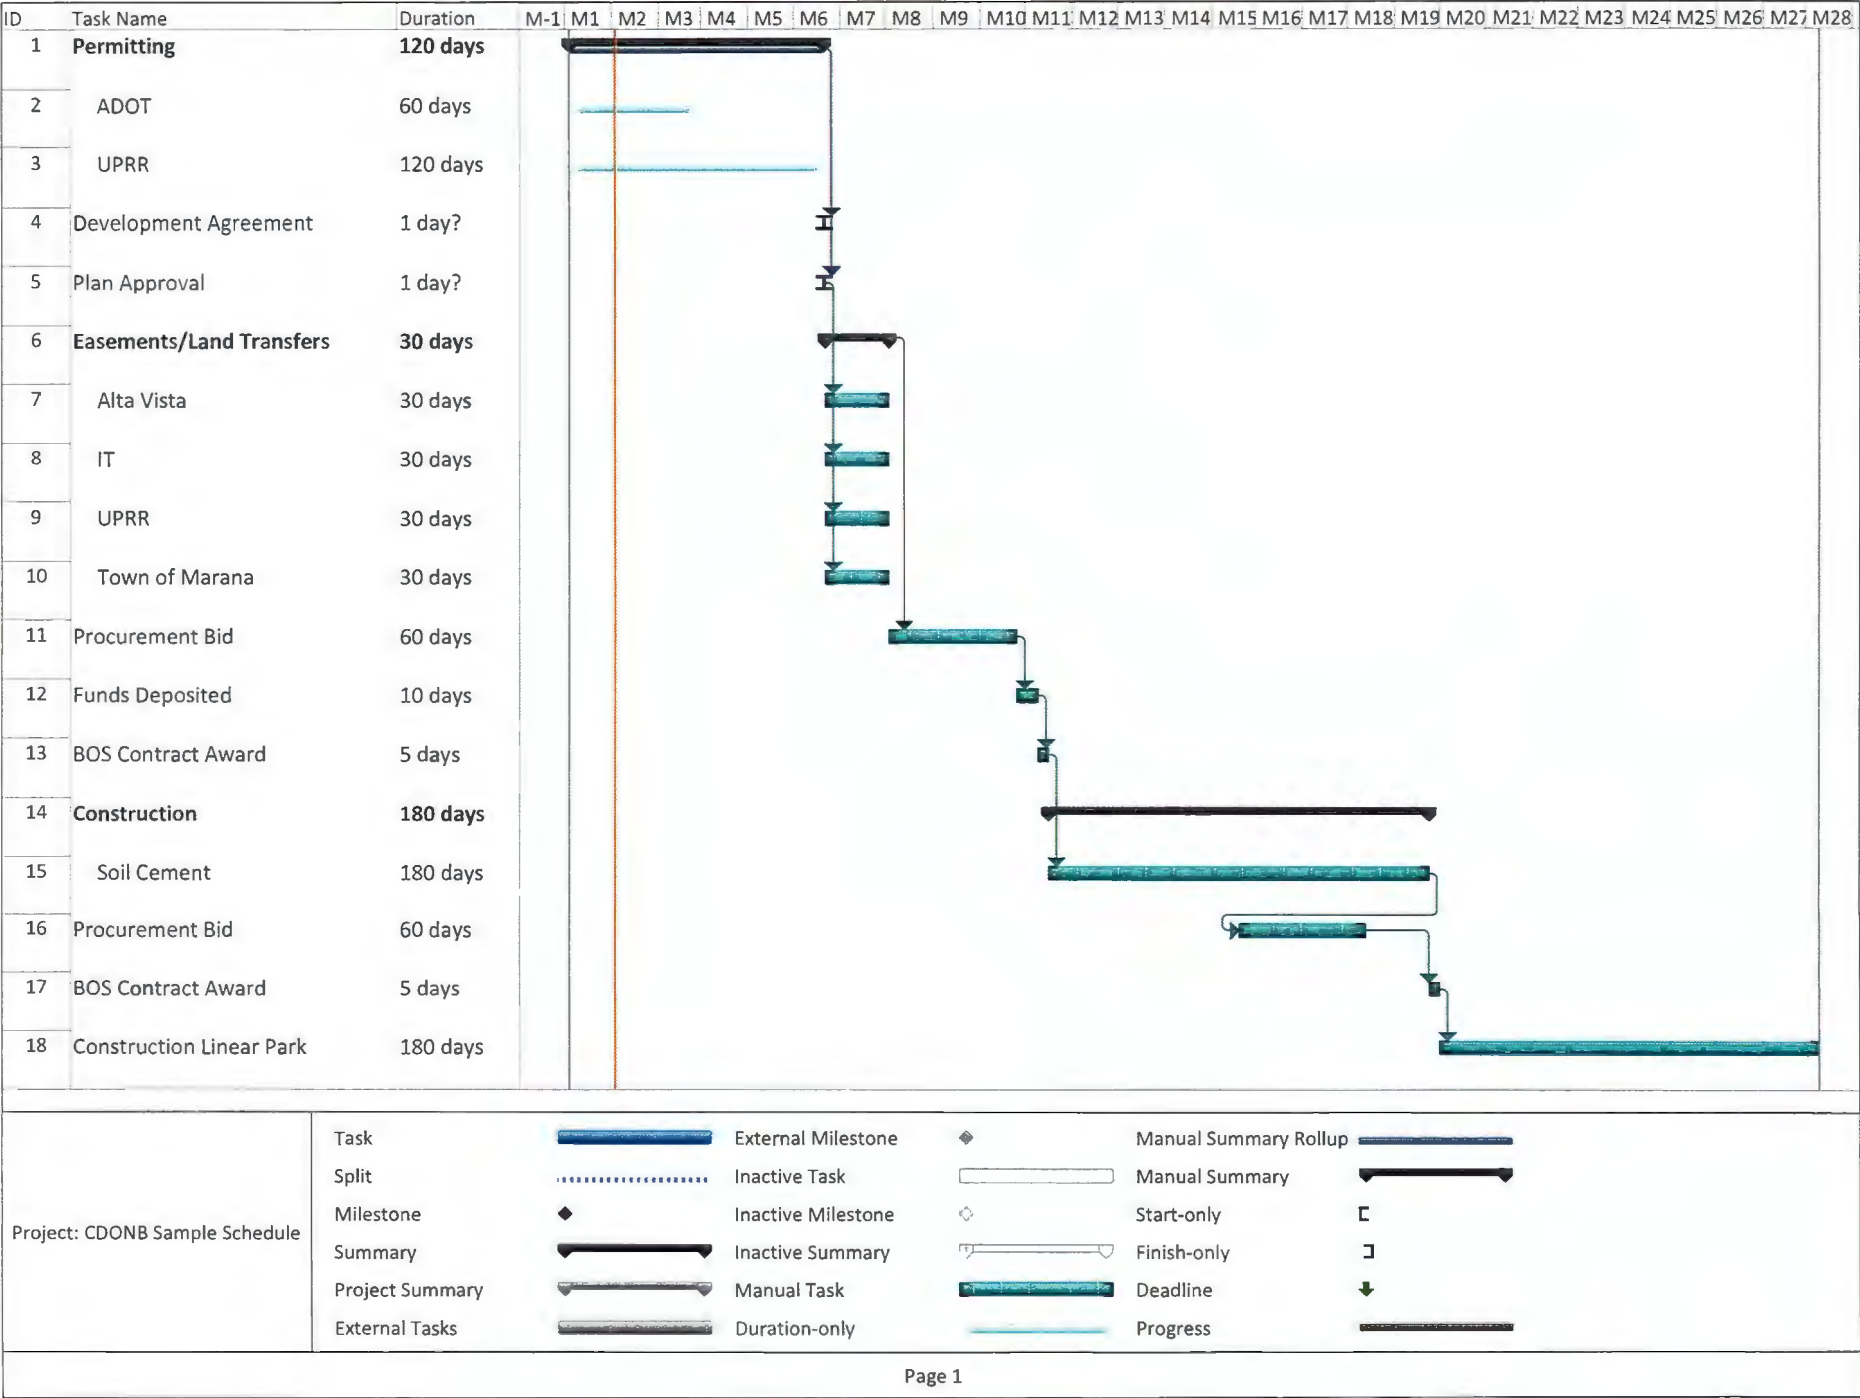 ID Task Name Duration M-1 M1 M2 M3 M4 M5 M6 M7 M8 M9 M10 M11 M12 M13 M14 M15 M16 M17 M18 M19 M20 M21 M22 M23 M24 M25 M26 M27 M28
1 Permitting 120 days
2 ADOT 60 days
3 UPRR 120 days
4 Development Agreement 1 day?
5 Plan Approval 1 day?
6 Easements/Land Transfers 30 days
7 Alta Vista 30 days
8 IT 30 days
9 UPRR 30 days
10 Town of Marana 30 days
11 Procurement Bid 60 days
12 Funds Deposited 10 days
13 BOS Contract Award 5 days
14 Construction 180 days
15 Soil Cement 180 days
16 Procurement Bid 60 days
17 BOS Contract Award 5 days
18 Construction Linear Park 180 days
Project: CDONB Sample Schedule
Task External Milestone Manual Summary Rollup
Split Inactive Task Manual Summary
Milestone Inactive Milestone Start-only
Summary Inactive Summary Finish-only
Project Summary Manual Task Deadline
External Tasks Duration-only Progress
Page 1